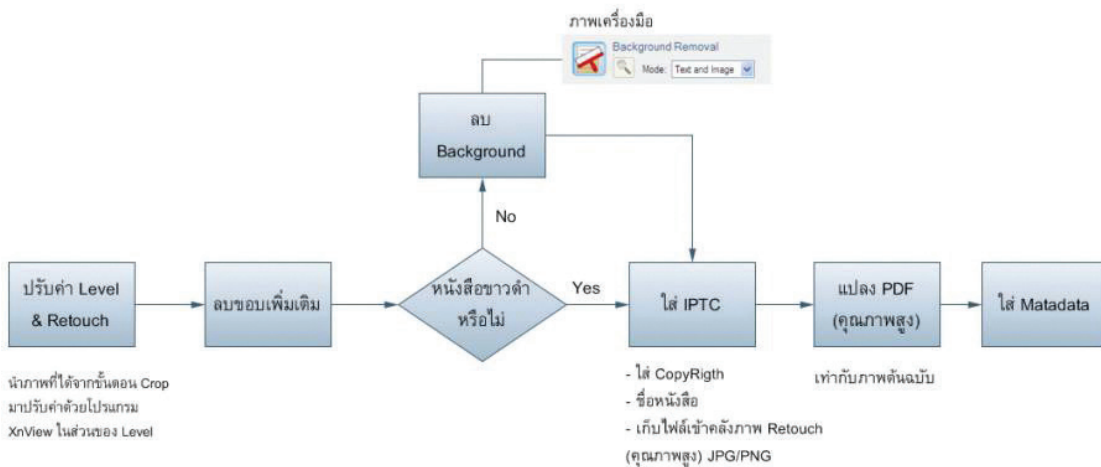 ภาพเครื่องมือ
Background Removal
Mode: Text and Image
ลบ
Background
No
ปรับค่า Level
& Retouch
ลบขอบเพิ่มเติม
หนังสือขาวดำ
หรือไม่
Yes
ใส่ IPTC
แปลง PDF
(คุณภาพสูง)
ใส่ Matadata
นำภาพที่ได้จากขั้นตอน Crop
มาปรับค่าด้วยโปรแกรม
XnView ในส่วนของ Level
- ใส่ CopyRigth
- ชื่อหนังสือ
- เก็บไฟล์เข้าคลังภาพ Retouch
(คุณภาพสูง) JPG/PNG
เท่ากับภาพต้นฉบับ